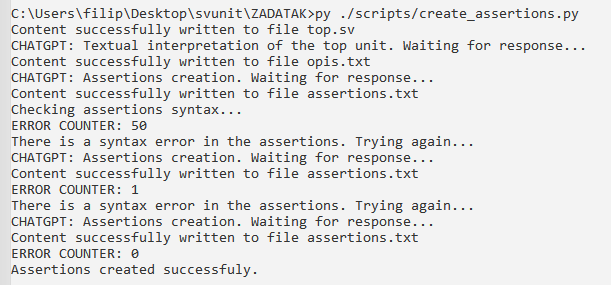 C:\Users\filip\Desktop\svunit\ZADATAK>py ./scripts/create_assertions.py
Content successfully written to file top.sv
CHATGPT: Textual interpretation of the top unit. Waiting for response...
Content successfully written to file opis.txt
CHATGPT: Assertions creation. Waiting for response...
Content successfully written to file assertions.txt
Checking assertions syntax...
ERROR COUNTER: 50
There is a syntax error in the assertions. Trying again...
CHATGPT: Assertions creation. Waiting for response...
Content successfully written to file assertions.txt
ERROR COUNTER: 1
There is a syntax error in the assertions. Trying again...
CHATGPT: Assertions creation. Waiting for response...
Content successfully written to file assertions.txt
ERROR COUNTER: 0
Assertions created successfuly.